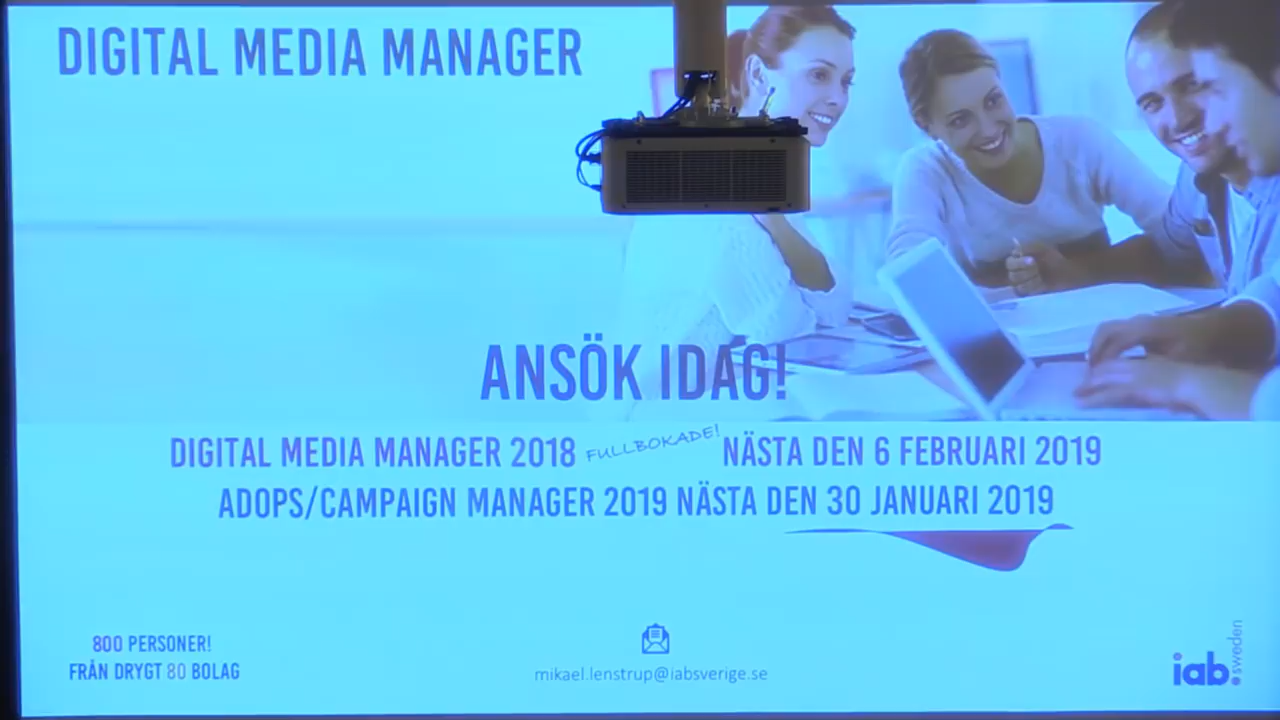 DIGITAL MEDIA MANAGER
ANSÖK IDAG!
DIGITAL MEDIA MANAGER 2018 FULLBOKADE! NÄSTA DEN 6 FEBRUARI 2019
ADOPS/CAMPAIGN MANAGER 2019 NÄSTA DEN 30 JANUARI 2019
800 PERSONER!
FRÅN DRYGT 80 BOLAG
mikael.lenstrup@iabsverige.se
iab.sweden